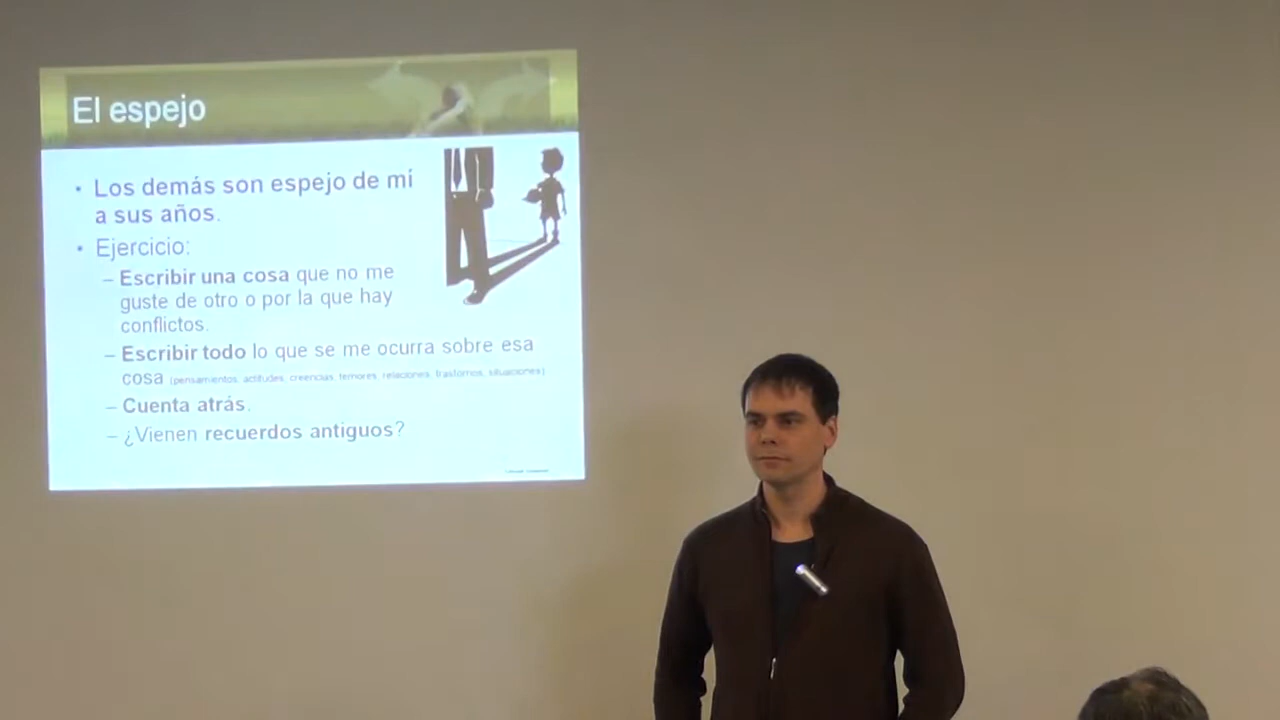 El espejo
• Los demás son espejo de mí
a sus años.
• Ejercicio:
– Escribir una cosa que no me
guste de otro o por la que hay
conflictos.
– Escribir todo lo que se me ocurra sobre esa
cosa (pensamientos, actitudes, creencias, temores, relaciones, trastornos, situaciones)
– Cuenta atrás.
– ¿Vienen recuerdos antiguos?